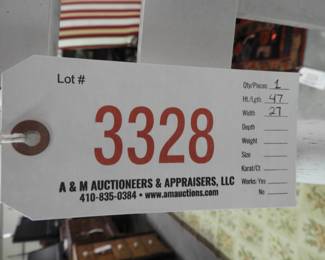 Lot #
3328
A & M AUCTIONEERS & APPRAISERS, LLC
410-835-0384 • www.amauctions.com
Qty/Pieces 1
Ht./Lgth 47
Width 27
Depth
Weight
Size
Karat/Ct
Works: Yes
No